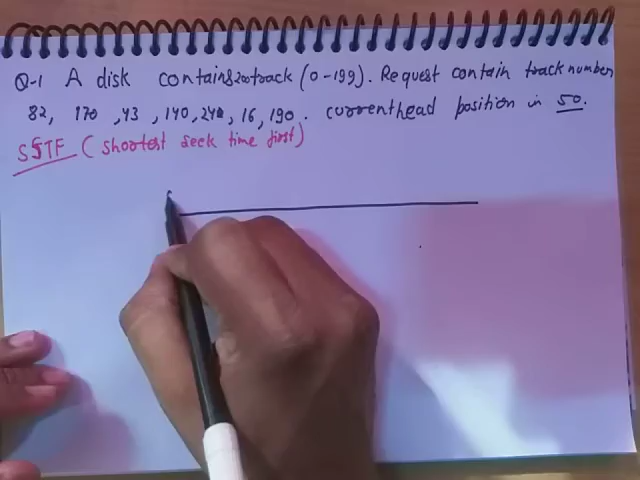 Q-1 A disk contains 200 track (0-199). Request contain track number
82, 170, 43, 140, 24, 16, 190. current head position in 50.
SSTF (shortest seek time first)